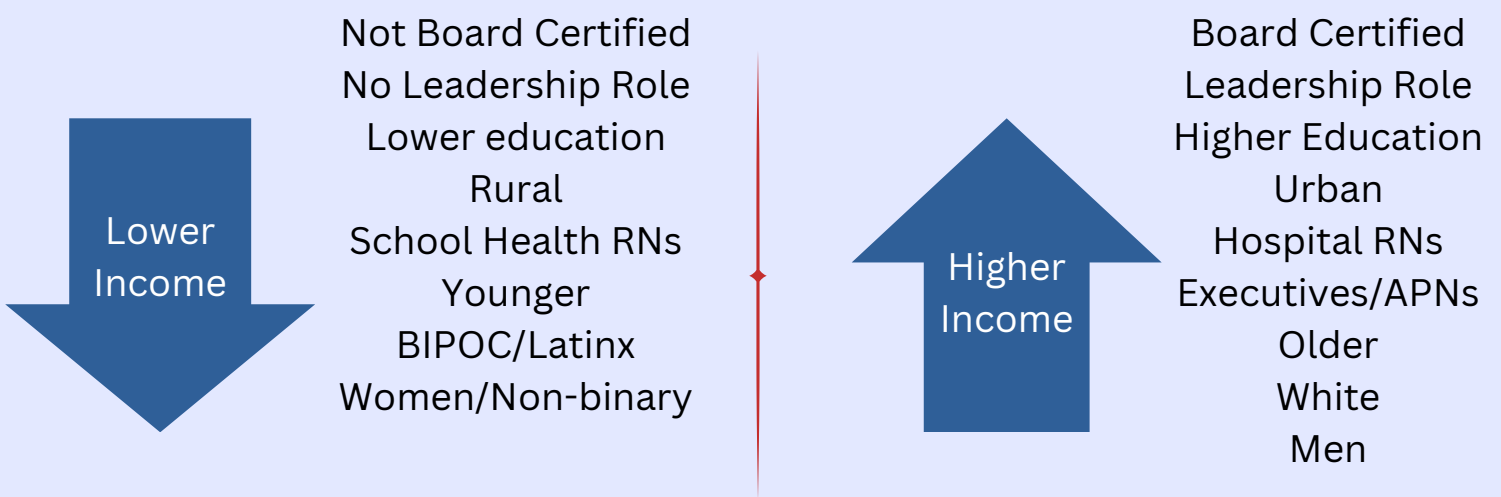 Lower
Income
Not Board Certified
No Leadership Role
Lower education
Rural
School Health RNs
Younger
BIPOC/Latinx
Women/Non-binary
Higher
Income
Board Certified
Leadership Role
Higher Education
Urban
Hospital RNs
Executives/APNs
Older
White
Men